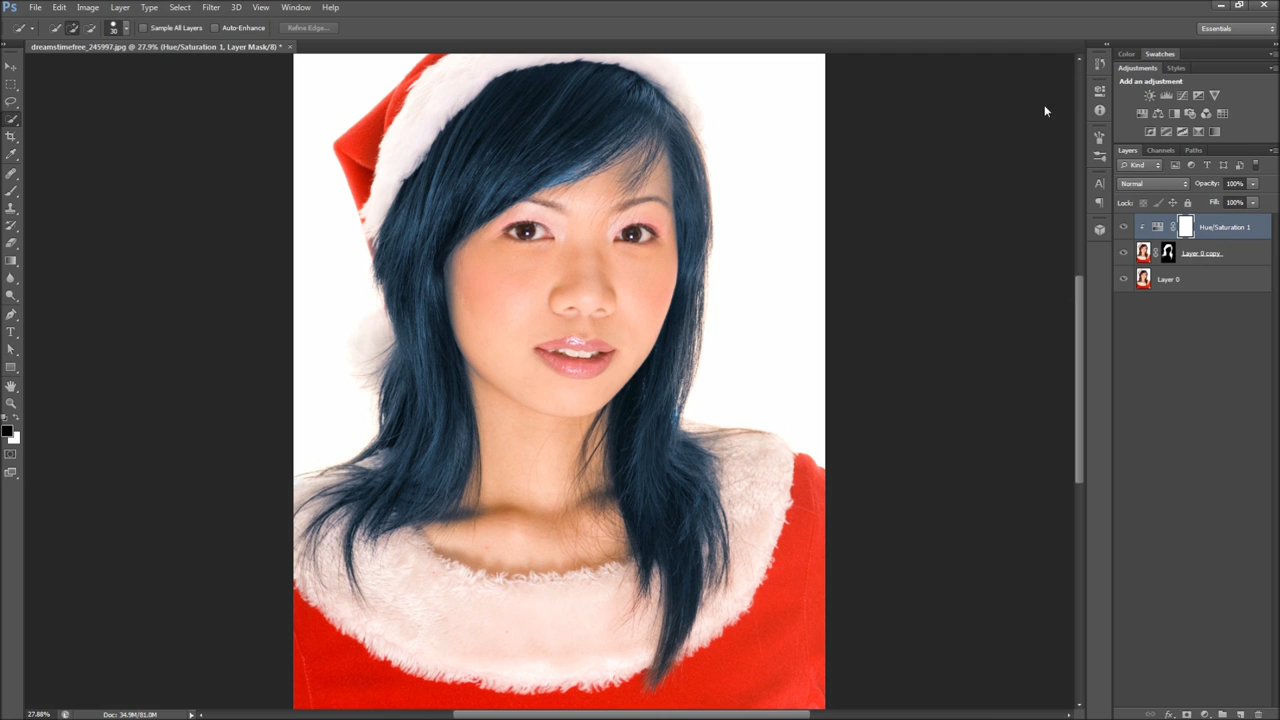 Ps File Edit Image Layer Type Select Filter 3D View Window Help
30 Sample All Layers Auto-Enhance Refine Edge... Essentials
dreamstimefree_245997.jpg @ 27.9% (Hue/Saturation 1, Layer Mask/8) * ×
Color Swatches
Adjustments Styles
Add an adjustment
Layers Channels Paths
Kind
Normal Opacity: 100%
Lock: Fill: 100%
Hue/Saturation 1
Layer 0 copy
Layer 0
27.88% Doc: 34.9M/81.0M